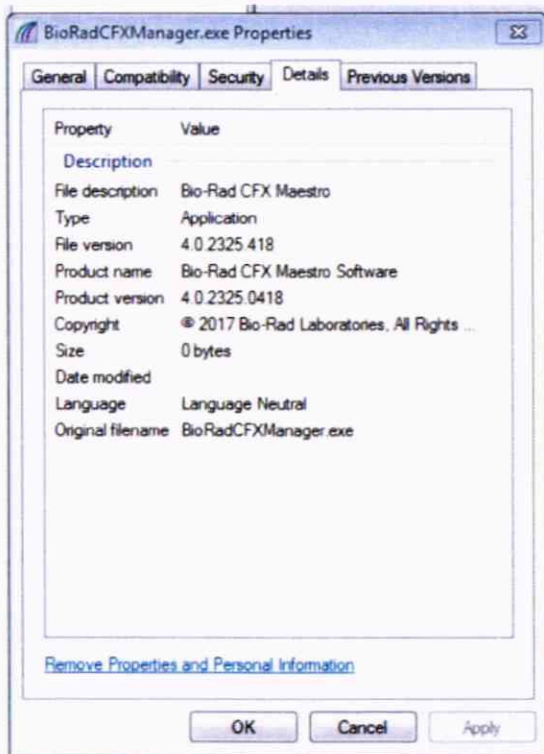 BioRadCFXManager.exe Properties
General Compatibility Security Details Previous Versions
Property Value
Description
File description Bio-Rad CFX Maestro
Type Application
File version 4.0.2325.418
Product name Bio-Rad CFX Maestro Software
Product version 4.0.2325.0418
Copyright ® 2017 Bio-Rad Laboratories, All Rights ...
Size 0 bytes
Date modified
Language Language Neutral
Original filename BioRadCFXManager.exe
Remove Properties and Personal Information
OK Cancel Apply